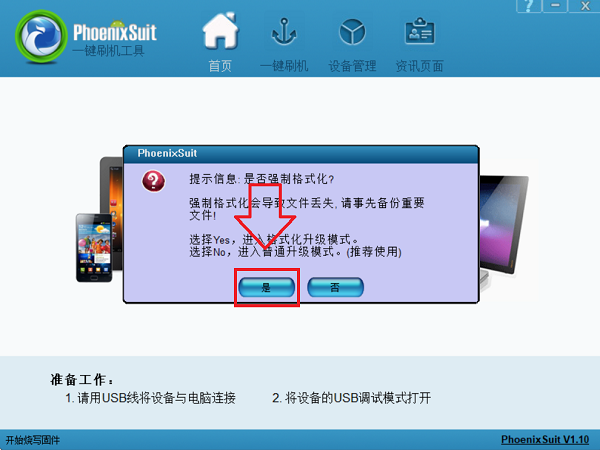 PhoenixSuit
一键刷机工具
首页
一键刷机
设备管理
资讯页面
? — X
PhoenixSuit
提示信息: 是否强制格式化?
强制格式化会导致文件丢失, 请事先备份重要
文件!
选择Yes，进入格式化升级模式。
选择No，进入普通升级模式。(推荐使用)
是
否
准备工作：
1. 请用USB线将设备与电脑连接
2. 将设备的USB调试模式打开
开始烧写固件
PhoenixSuit V1.10